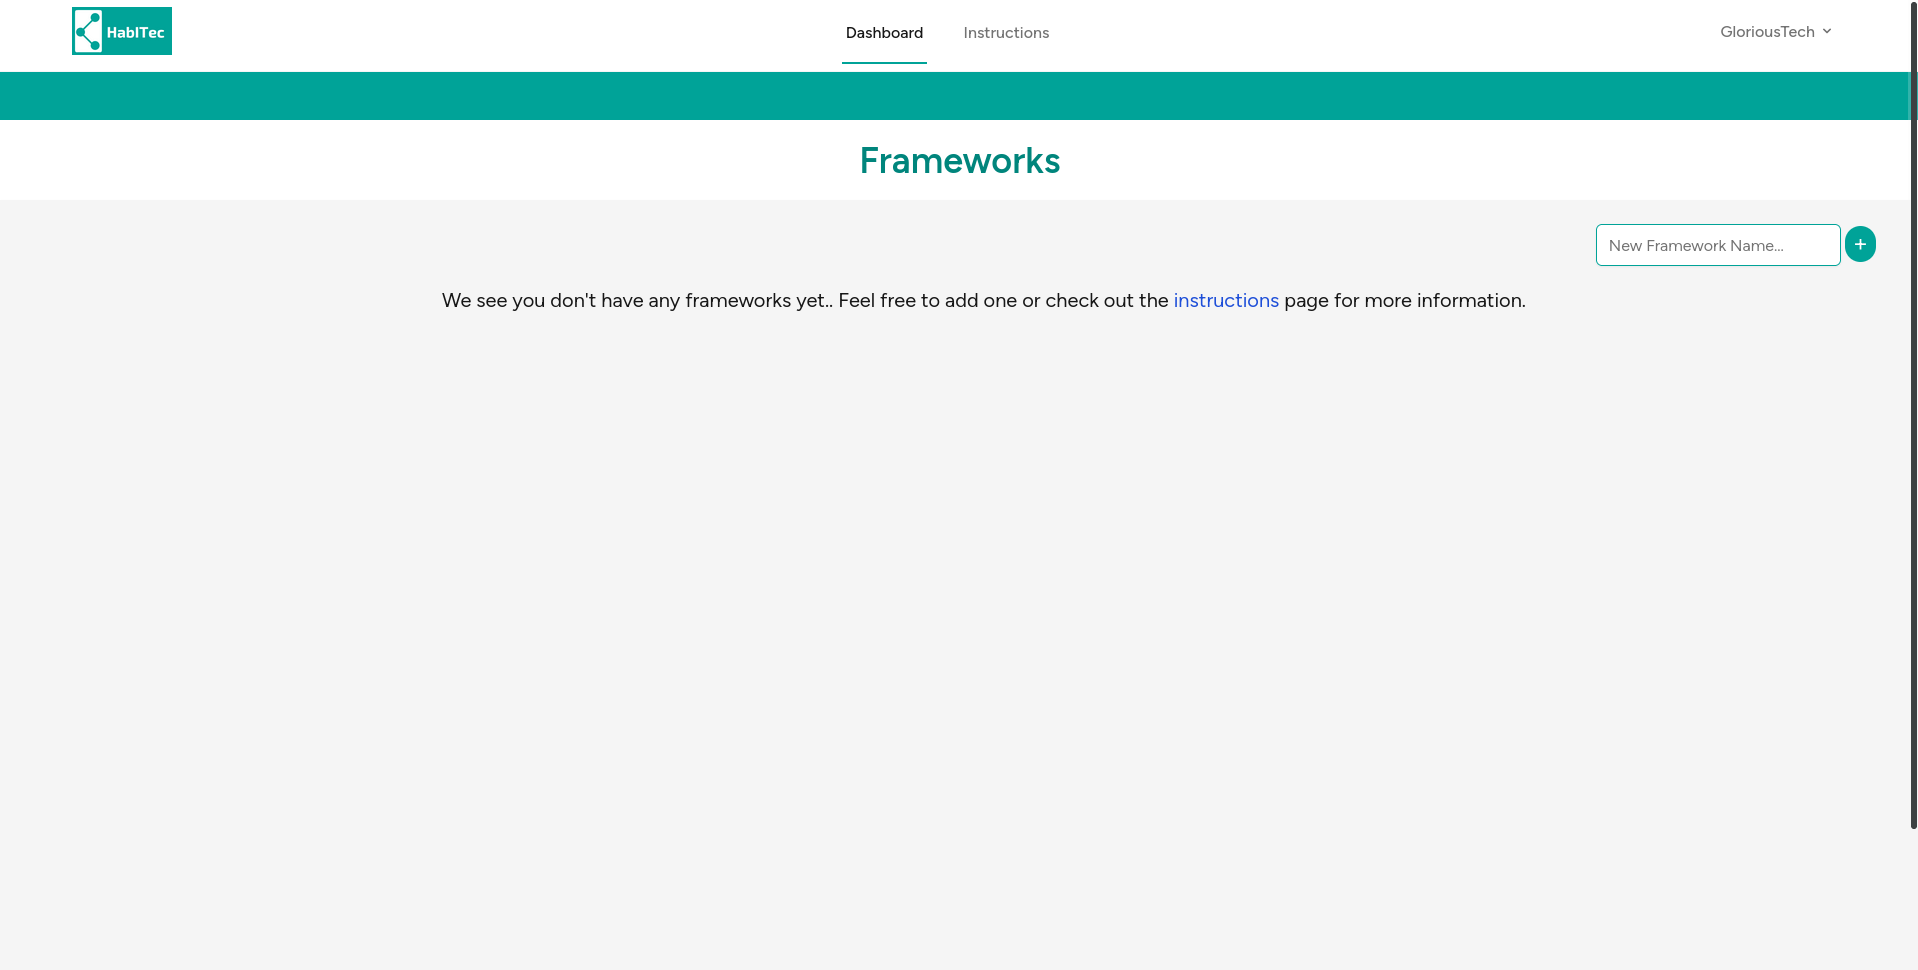 HabITec
Dashboard
Instructions
GloriousTech
Frameworks
New Framework Name...
+
We see you don't have any frameworks yet.. Feel free to add one or check out the instructions page for more information.